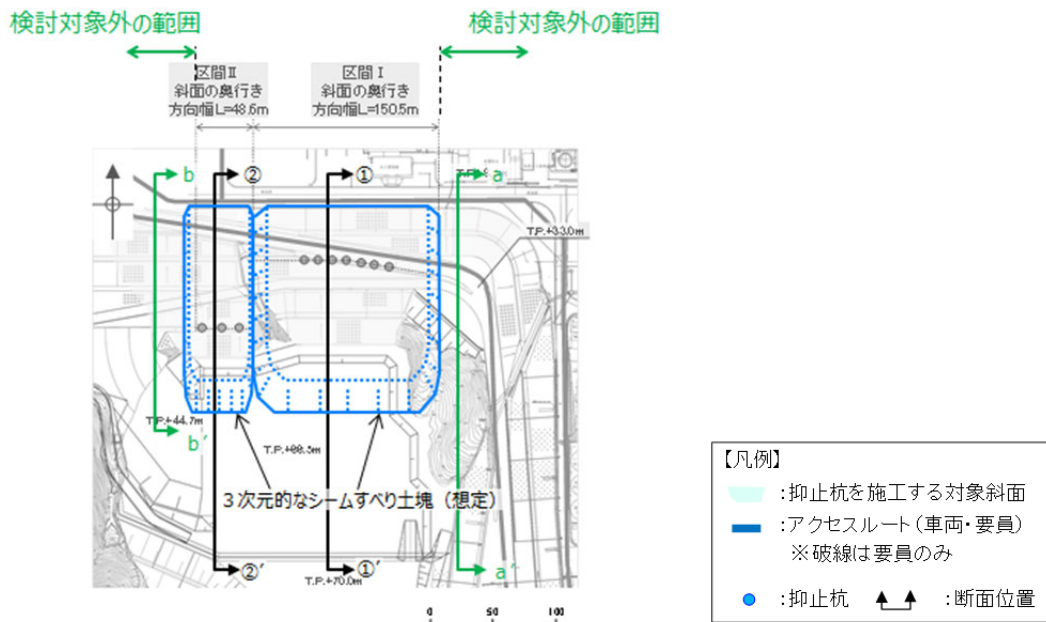 検討対象外の範囲
検討対象外の範囲
区間Ⅱ
斜面の奥行き
方向幅L=48.6m
区間Ⅰ
斜面の奥行き
方向幅L=150.5m
b
②
①
a
T.P.+33.0m
T.P.+44.7m
b′
３次元的なシームすべり土塊（想定）
②′
①′
a′
T.P.+70.0m
0 50 100
【凡例】
：抑止杭を施工する対象斜面
：アクセスルート（車両・要員）
※破線は要員のみ
：抑止杭
：断面位置